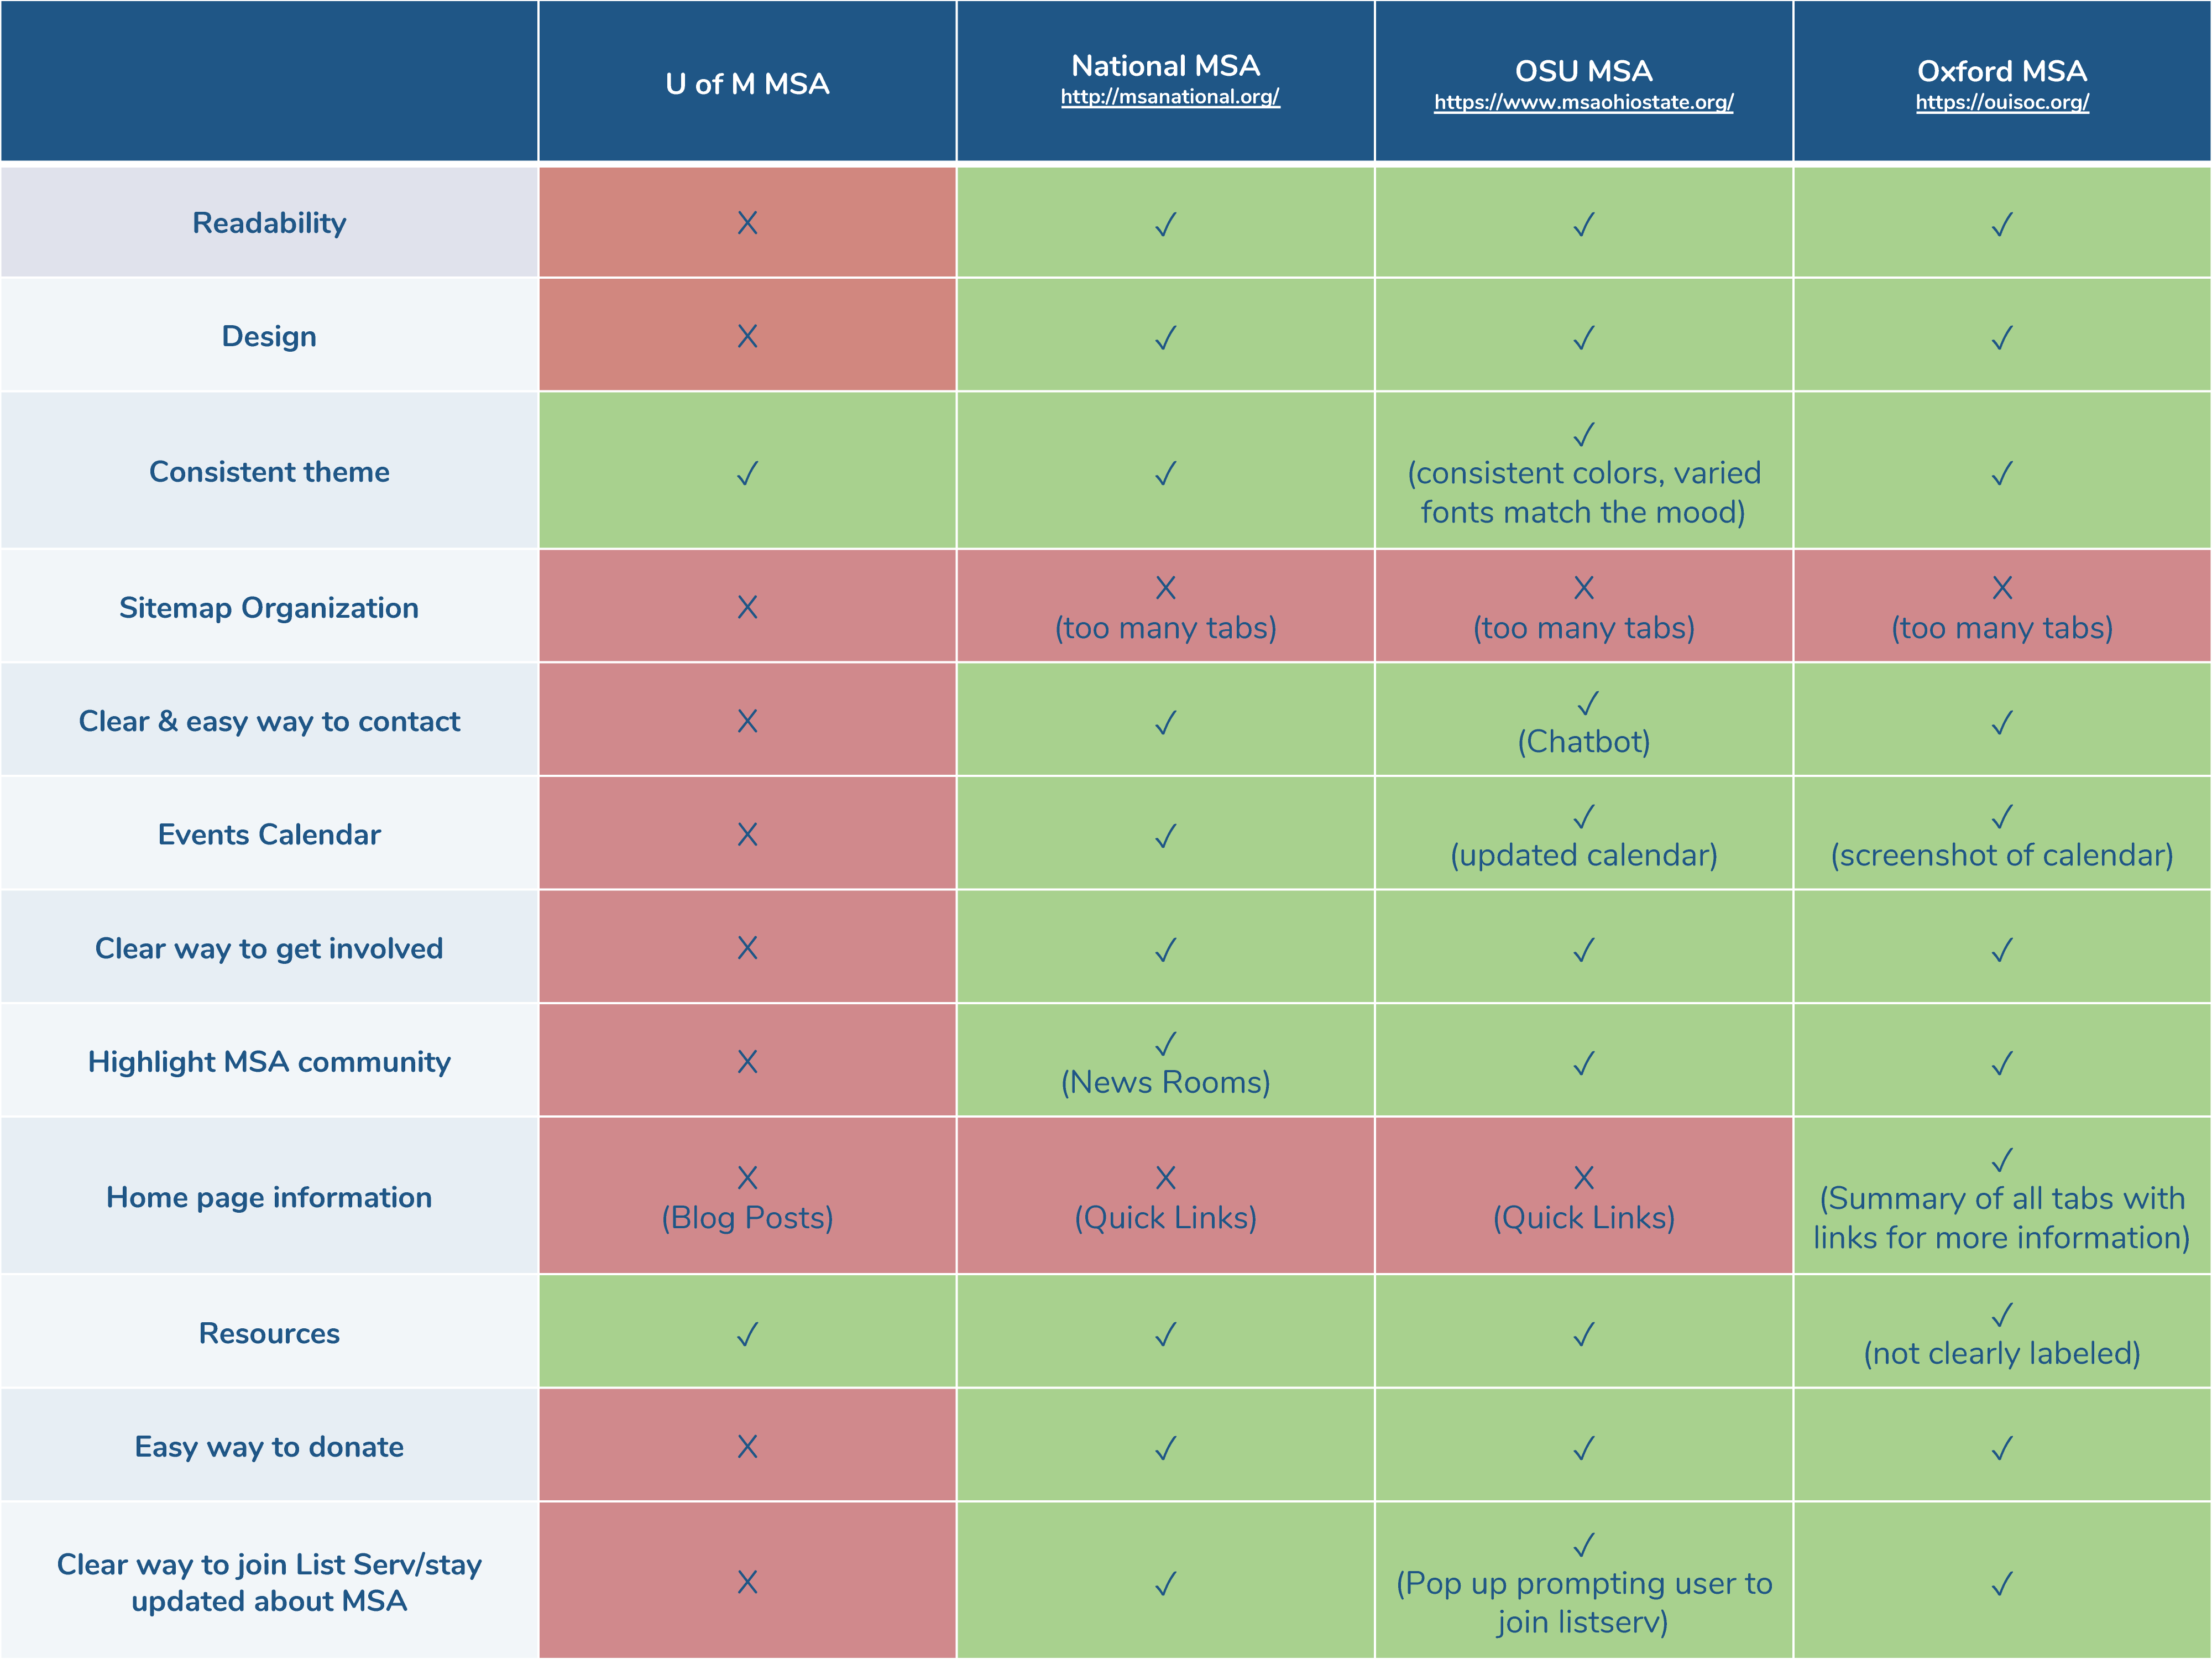 U of M MSA
National MSA
http://msanational.org/
OSU MSA
https://www.msaohiostate.org/
Oxford MSA
https://ouisoc.org/
Readability
X
✓
✓
✓
Design
X
✓
✓
✓
Consistent theme
✓
✓
✓
(consistent colors, varied
fonts match the mood)
✓
Sitemap Organization
X
X
(too many tabs)
X
(too many tabs)
X
(too many tabs)
Clear & easy way to contact
X
✓
✓
(Chatbot)
✓
Events Calendar
X
✓
✓
(updated calendar)
✓
(screenshot of calendar)
Clear way to get involved
X
✓
✓
✓
Highlight MSA community
X
✓
(News Rooms)
✓
✓
Home page information
X
(Blog Posts)
X
(Quick Links)
X
(Quick Links)
✓
(Summary of all tabs with
links for more information)
Resources
✓
✓
✓
✓
(not clearly labeled)
Easy way to donate
X
✓
✓
✓
Clear way to join List Serv/stay
updated about MSA
X
✓
✓
(Pop up prompting user to
join listserv)
✓